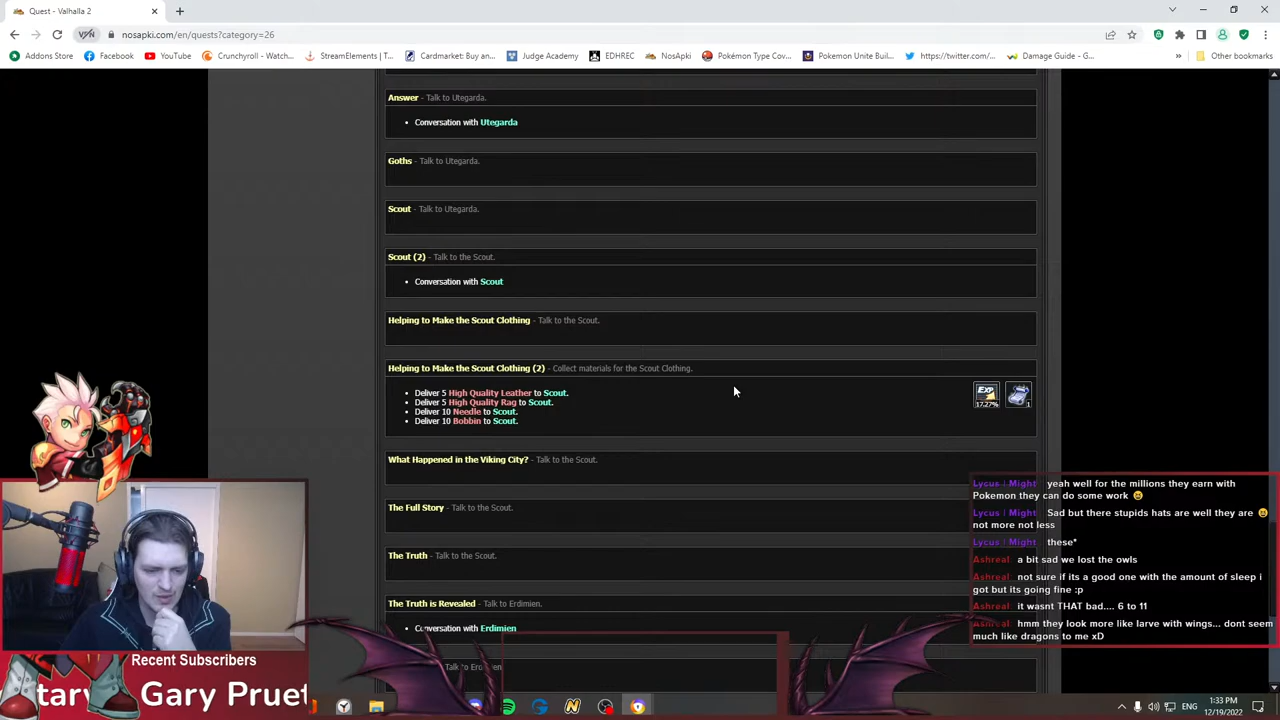 Quest - Valhalla 2
nosapki.com/en/quests?category=26
Addons Store
Facebook
YouTube
Crunchyroll - Watch...
StreamElements | T...
Cardmarket: Buy an...
Judge Academy
EDHREC
NosApki
Pokémon Type Cov...
Pokemon Unite Buil...
https://twitter.com/...
Damage Guide - G...
»
Other bookmarks
Answer - Talk to Utegarda.
Conversation with Utegarda
Goths - Talk to Utegarda.
Scout - Talk to Utegarda.
Scout (2) - Talk to the Scout.
Conversation with Scout
Helping to Make the Scout Clothing - Talk to the Scout.
Helping to Make the Scout Clothing (2) - Collect materials for the Scout Clothing.
Deliver 5 High Quality Leather to Scout.
Deliver 5 High Quality Rag to Scout.
Deliver 10 Needle to Scout.
Deliver 10 Bobbin to Scout.
EXP
17.27%
1
What Happened in the Viking City? - Talk to the Scout.
The Full Story - Talk to the Scout.
The Truth - Talk to the Scout.
The Truth is Revealed - Talk to Erdimien.
Conversation with Erdimien
- Talk to Erdimien
Lycus | Might: yeah well for the millions they earn with
Pokemon they can do some work
Lycus | Might: Sad but there stupids hats are well they are
not more not less
Lycus | Might: these*
Ashreal: a bit sad we lost the owls
Ashreal: not sure if its a good one with the amount of sleep i
got but its going fine :p
Ashreal: it wasnt THAT bad.... 6 to 11
Ashreal: hmm they look more like larve with wings... dont seem
much like dragons to me xD
Recent Subscribers
tary Gary Pruet
ENG
1:33 PM
12/19/2022